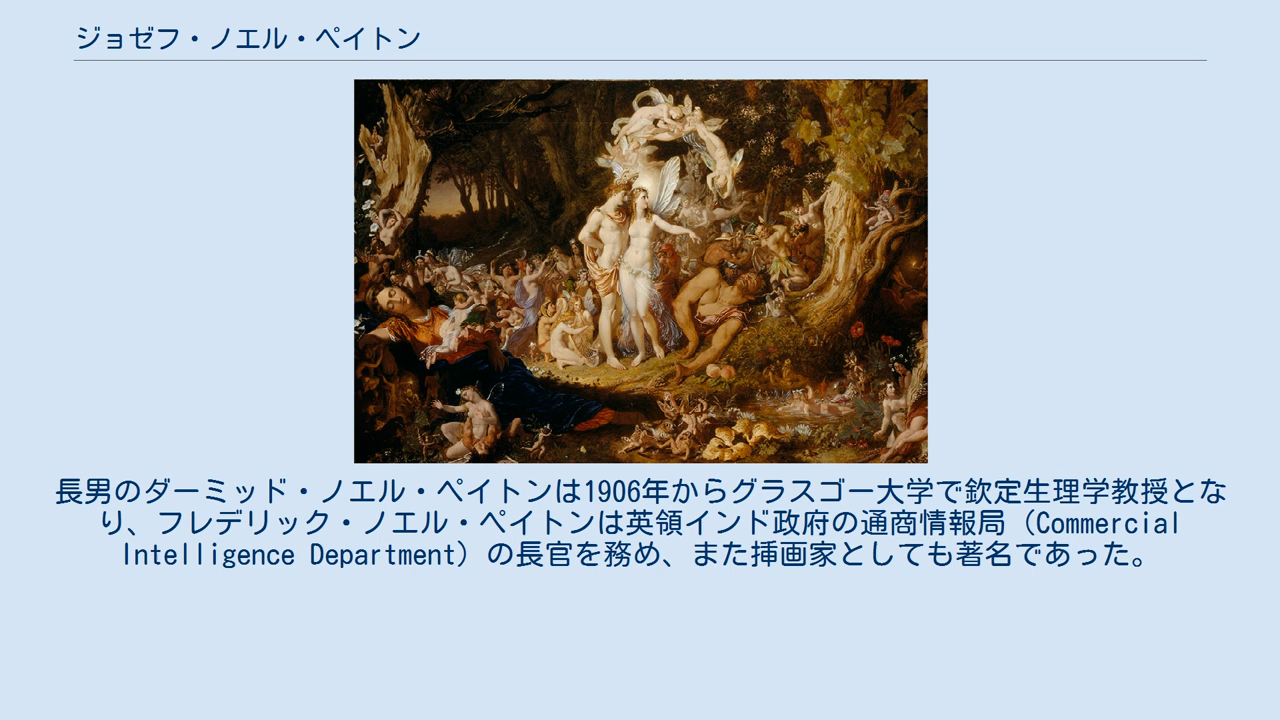 ジョゼフ・ノエル・ペイトン
長男のダーミッド・ノエル・ペイトンは1906年からグラスゴー大学で欽定生理学教授とな
り、フレデリック・ノエル・ペイトンは英領インド政府の通商情報局（Commercial
Intelligence Department）の長官を務め、また挿画家としても著名であった。